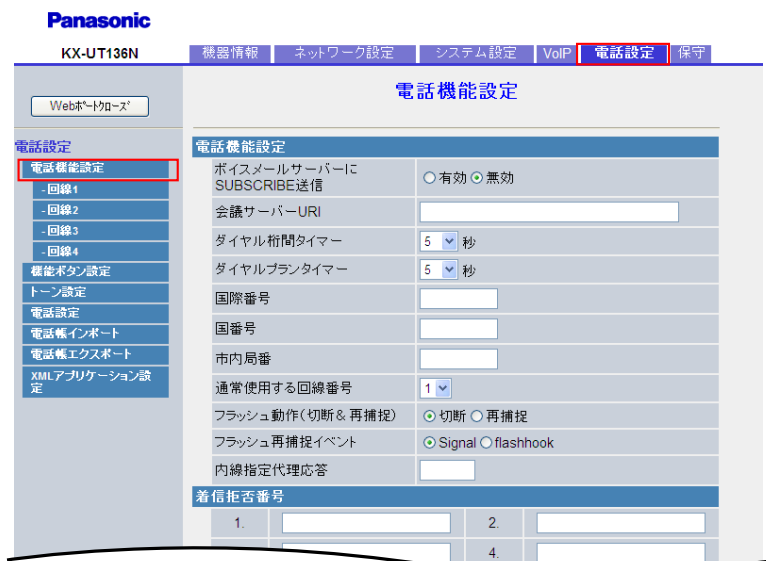 Panasonic
KX-UT136N
機器情報 ネットワーク設定 システム設定 VoIP 電話設定 保守
Webﾎﾟｰﾄｸﾛｰｽﾞ
電話機能設定
電話設定
電話機能設定
- 回線1
- 回線2
- 回線3
- 回線4
機能ボタン設定
トーン設定
電話設定
電話帳インポート
電話帳エクスポート
XMLアプリケーション設
定
電話機能設定
ボイスメールサーバーに
SUBSCRIBE送信
有効 無効
会議サーバーURI
ダイヤル桁間タイマー 5 秒
ダイヤルプランタイマー 5 秒
国際番号
国番号
市内局番
通常使用する回線番号 1
フラッシュ動作(切断&再捕捉) 切断 再捕捉
フラッシュ再捕捉イベント Signal flashhook
内線指定代理応答
着信拒否番号
1. 2.
4.